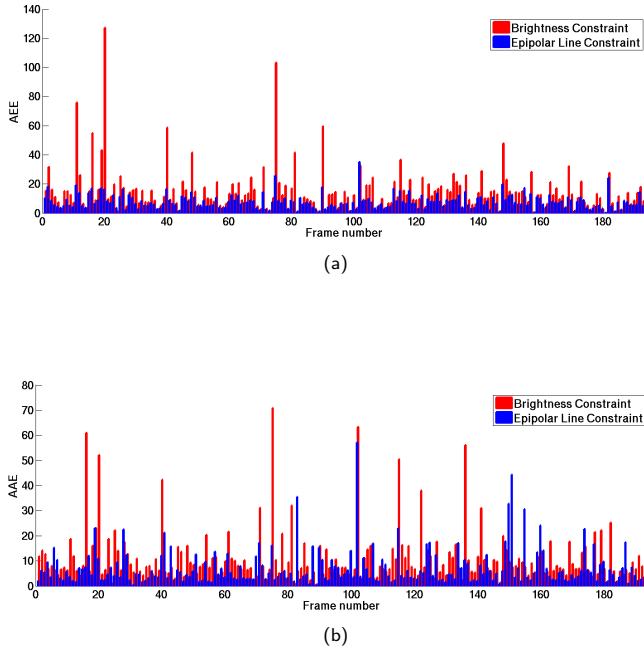 140
120
100
80
60
40
20
0
AEE
Brightness Constraint
Epipolar Line Constraint
0 20 40 60 80 100 120 140 160 180
Frame number
(a)
80
70
60
50
40
30
20
10
0
AAE
Brightness Constraint
Epipolar Line Constraint
0 20 40 60 80 100 120 140 160 180
Frame number
(b)